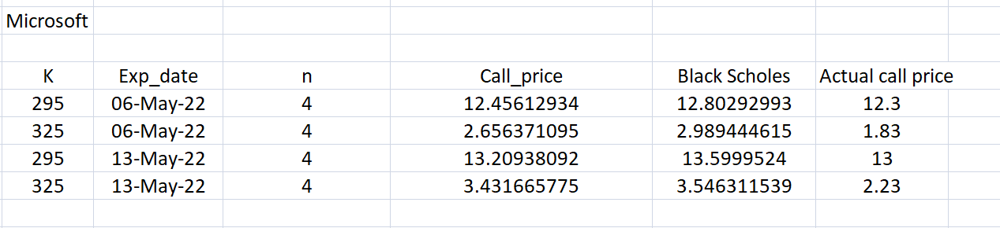 Microsoft
K Exp_date n Call_price Black Scholes Actual call price
295 06-May-22 4 12.45612934 12.80292993 12.3
325 06-May-22 4 2.656371095 2.989444615 1.83
295 13-May-22 4 13.20938092 13.5999524 13
325 13-May-22 4 3.431665775 3.546311539 2.23